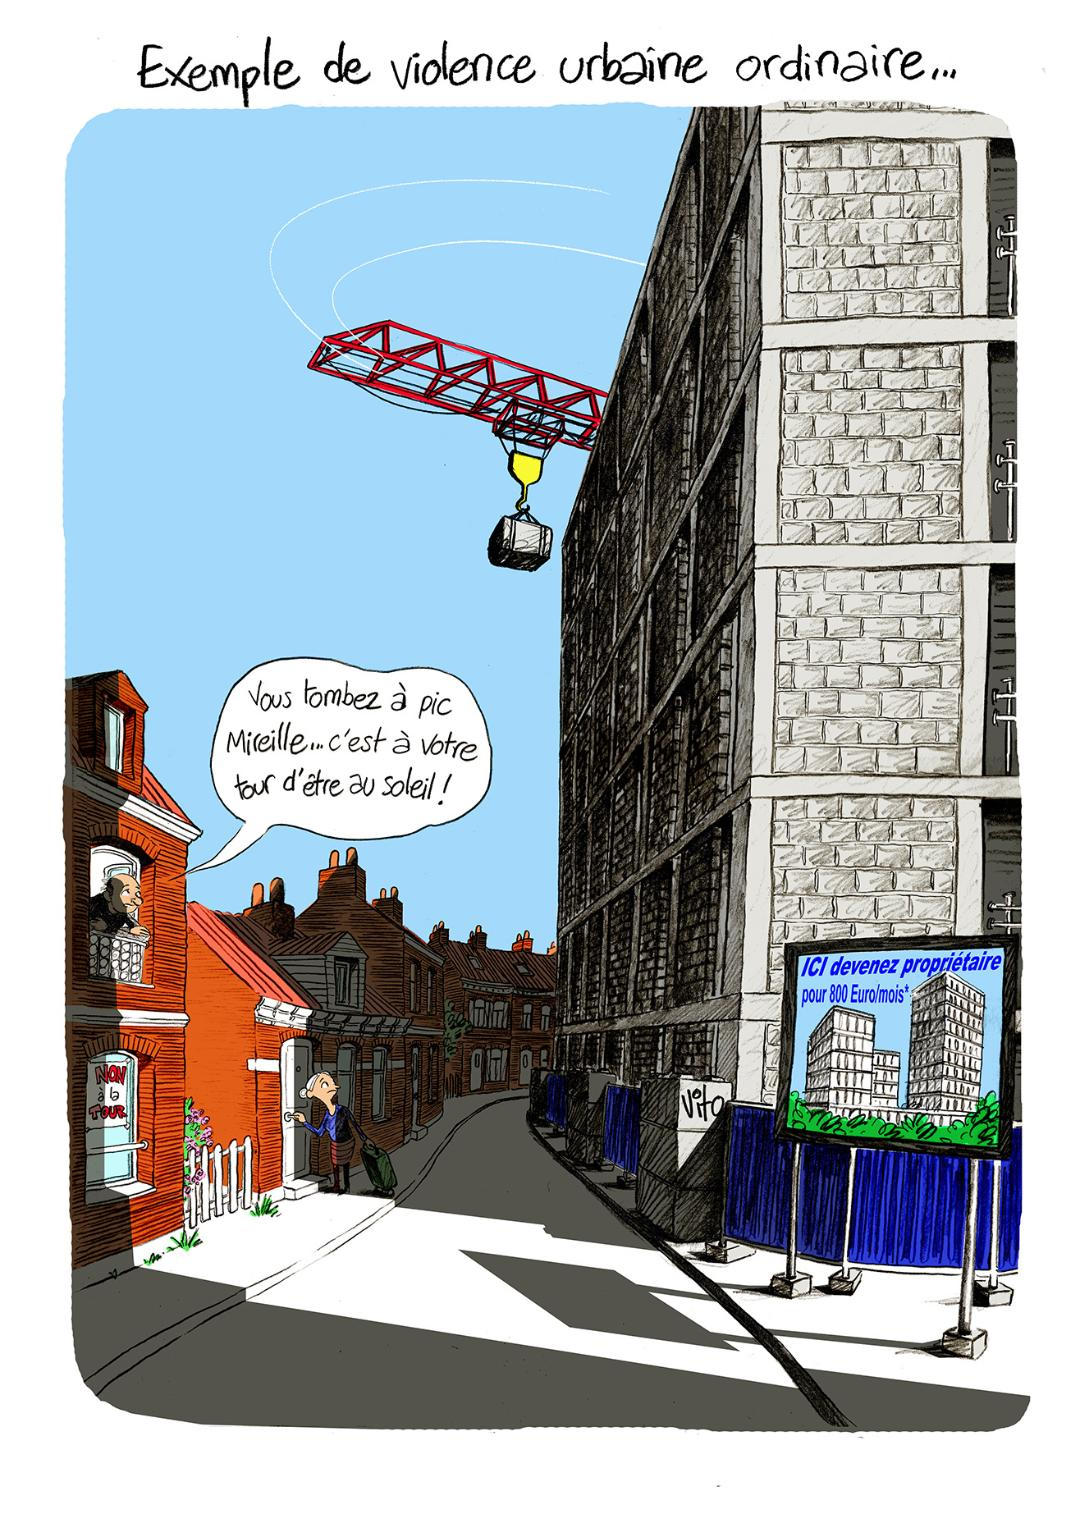 Exemple de violence urbaine ordinaire...
Vous tombez à pic
Mireille... c'est à votre
tour d'être au soleil !
NON
à la
TOUR
Vito
ICI devenez propriétaire
pour 800 Euro/mois*